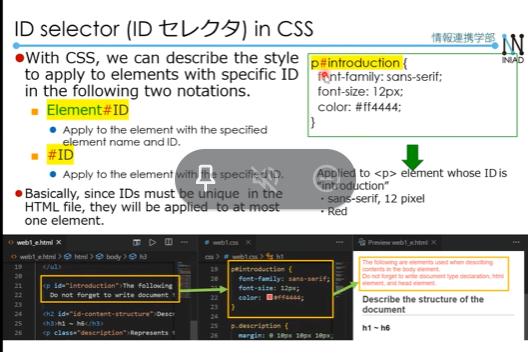 ID selector (ID セレクタ) in CSS
情報連携学部
INIAD
With CSS, we can describe the style
to apply to elements with specific ID
in the following two notations.
Element#ID
Apply to the element with the specified
element name and ID.
#ID
Apply to the element with the specified ID.
Basically, since IDs must be unique in the
HTML file, they will be applied to at most
one element.
p#introduction {
font-family: sans-serif;
font-size: 12px;
color: #ff4444;
}
Applied to <p> element whose ID is
"introduction"
・sans-serif, 12 pixel
・Red
web1_e.html
web1_e.html > html > body > h3
19 </ul>
20
21 <p id="introduction">The following
22 Do not forget to write document
23
24 <h2 id="id-content-structure">Desc
25 <h3>h1 ~ h6</h3>
26 <p class="description">Represents
web1.css
css > web1.css > h1
19 p#introduction {
20 font-family: sans-serif;
21 font-size: 12px;
22 color: #ff4444;
23 }
24
25 p.description {
26 margin: 0 10px 10px 10px;
Preview web1_e.html
The following are elements used when describing
contents in the body element.
Do not forget to write document type declaration, html
element, and head element.
Describe the structure of the
document
h1 ~ h6